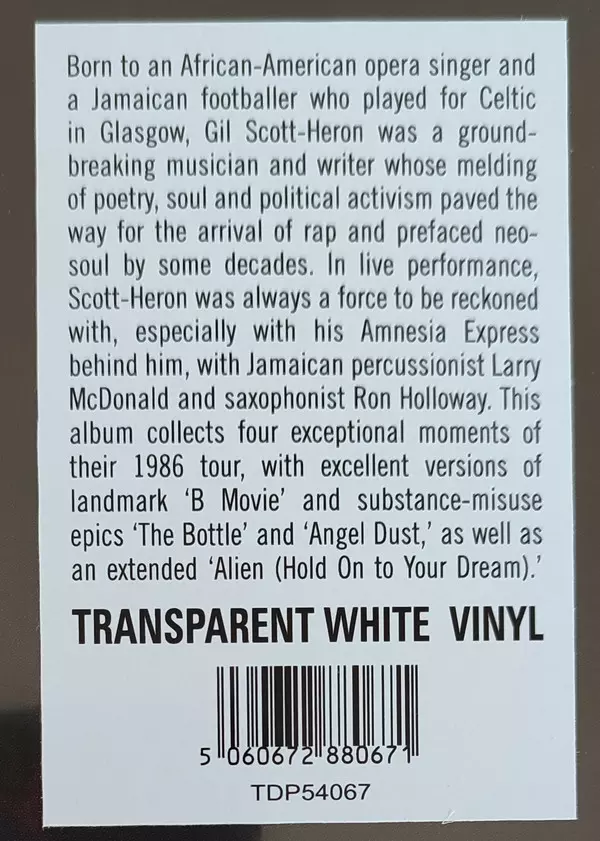 Born to an African-American opera singer and
a Jamaican footballer who played for Celtic
in Glasgow, Gil Scott-Heron was a ground-
breaking musician and writer whose melding
of poetry, soul and political activism paved the
way for the arrival of rap and prefaced neo-
soul by some decades. In live performance,
Scott-Heron was always a force to be reckoned
with, especially with his Amnesia Express
behind him, with Jamaican percussionist Larry
McDonald and saxophonist Ron Holloway. This
album collects four exceptional moments of
their 1986 tour, with excellent versions of
landmark ‘B Movie’ and substance-misuse
epics ‘The Bottle’ and ‘Angel Dust,’ as well as
an extended ‘Alien (Hold On to Your Dream).’
TRANSPARENT WHITE VINYL
5 060672 880671
TDP54067